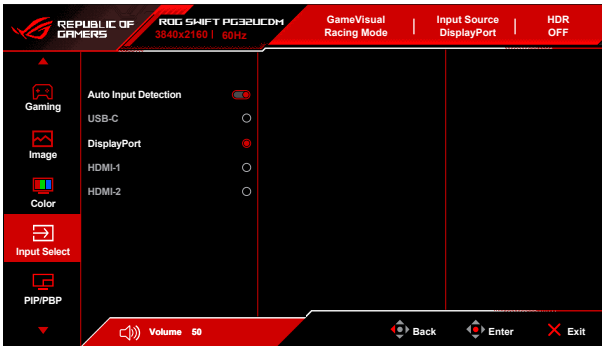 REPUBLIC OF
GAMERS
ROG SWIFT PG32UCDM
3840x2160 | 60Hz
GameVisual
Racing Mode
Input Source
DisplayPort
HDR
OFF
Gaming
Image
Color
Input Select
PIP/PBP
Auto Input Detection
USB-C
DisplayPort
HDMI-1
HDMI-2
Volume 50
Back
Enter
Exit